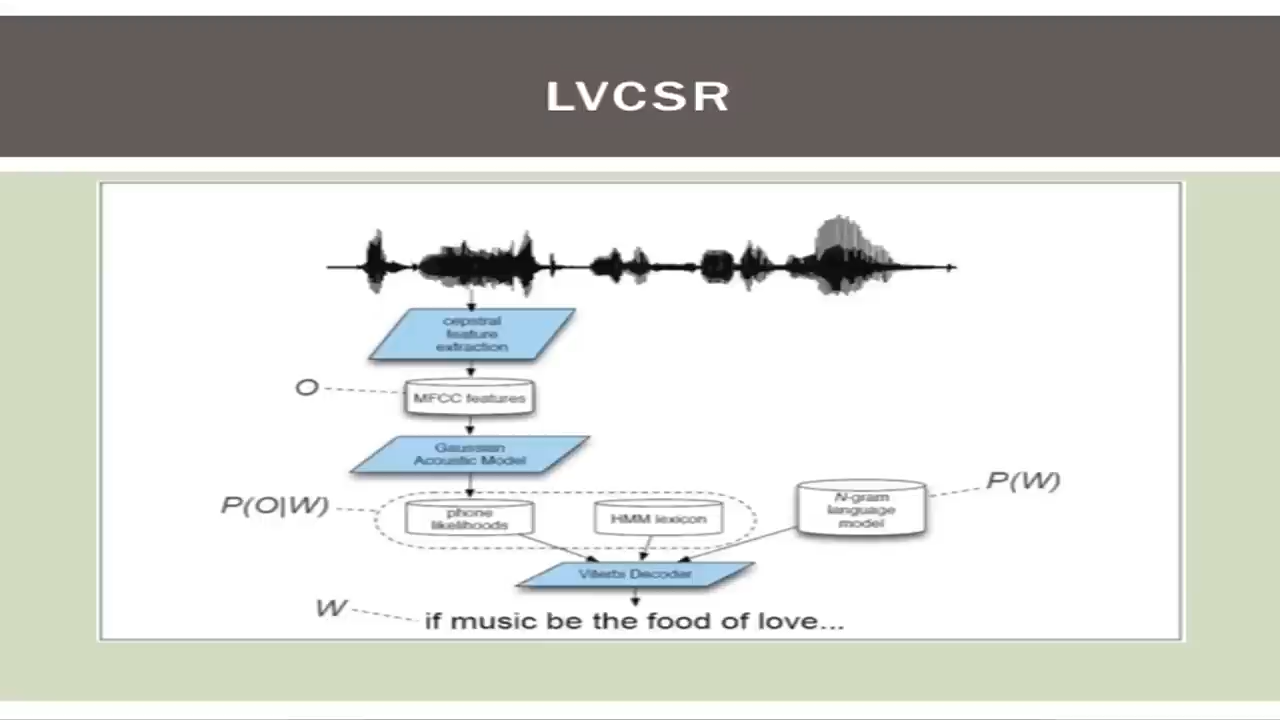 LVCSR
cepstral
feature
extraction
O
MFCC features
Gaussian
Acoustic Model
P(O|W)
phone
likelihoods
HMM lexicon
N-gram
language
model
P(W)
Viterbi Decoder
W
if music be the food of love...